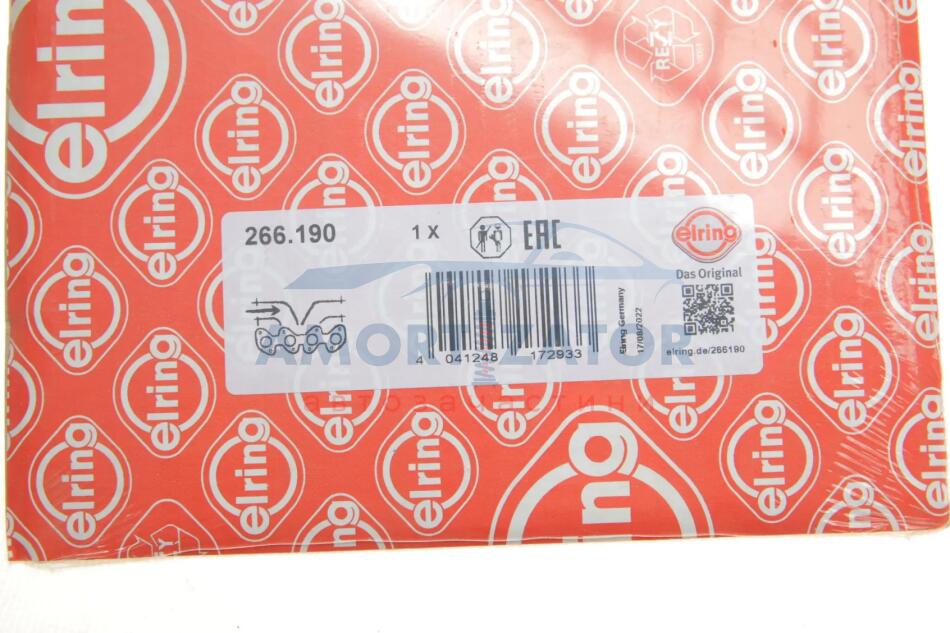 266.190
1 X
EAC
elring
Das Original
4 041248 172933
Elring Germany
17/08/2022
elring.de/266190
AMORTIZATOR
автозапчастини
elring
REZY